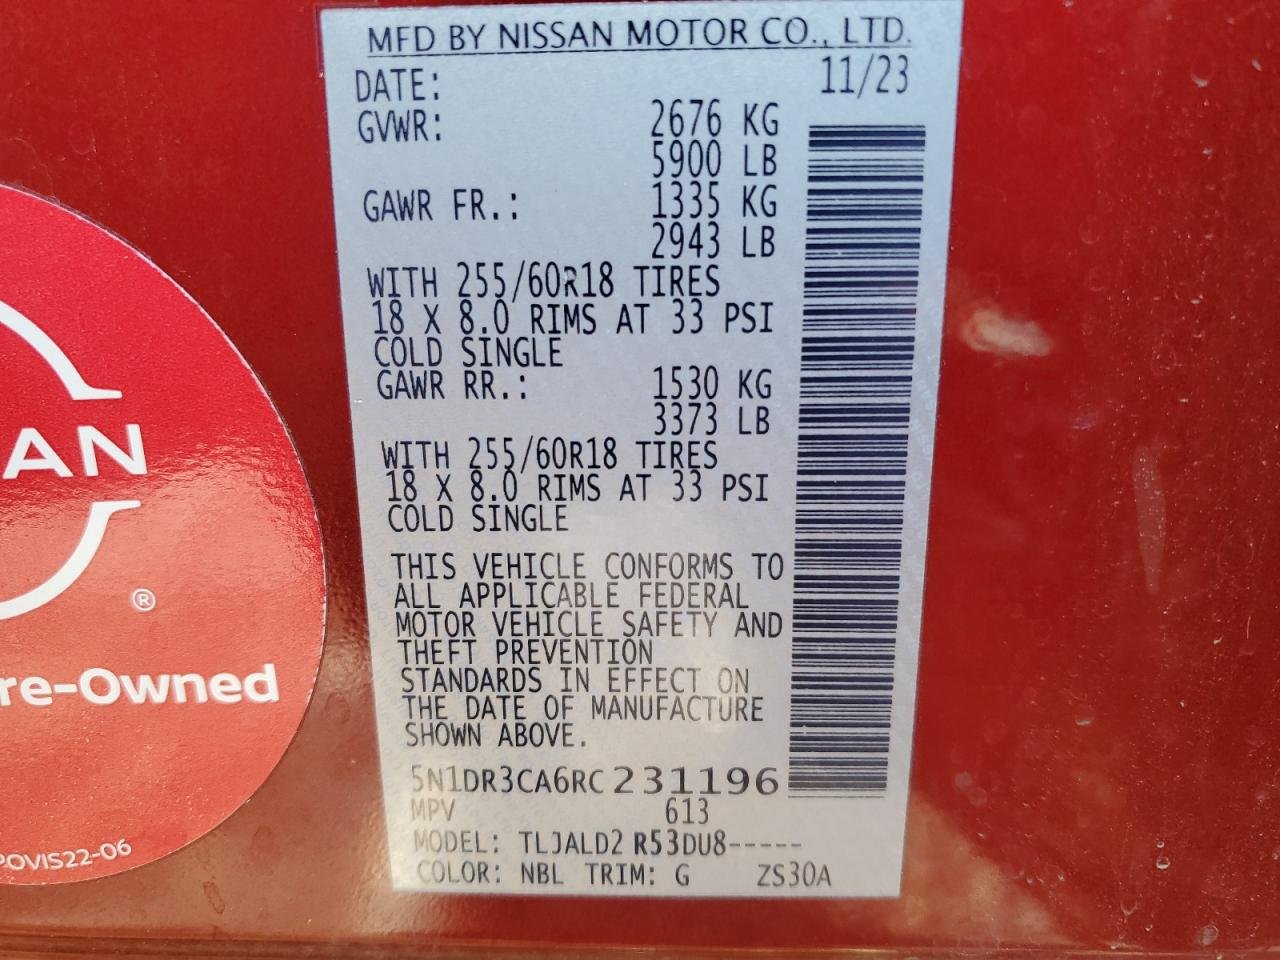 MFD BY NISSAN MOTOR CO., LTD.
DATE: 11/23
GVWR: 2676 KG
5900 LB
GAWR FR.: 1335 KG
2943 LB
WITH 255/60R18 TIRES
18 X 8.0 RIMS AT 33 PSI
COLD SINGLE
GAWR RR.: 1530 KG
3373 LB
WITH 255/60R18 TIRES
18 X 8.0 RIMS AT 33 PSI
COLD SINGLE
THIS VEHICLE CONFORMS TO
ALL APPLICABLE FEDERAL
MOTOR VEHICLE SAFETY AND
THEFT PREVENTION
STANDARDS IN EFFECT ON
THE DATE OF MANUFACTURE
SHOWN ABOVE.
5N1DR3CA6RC231196
MPV 613
MODEL: TLJALD2 R53DU8-----
COLOR: NBL TRIM: G ZS30A
AN
®
re-Owned
POVIS22-06